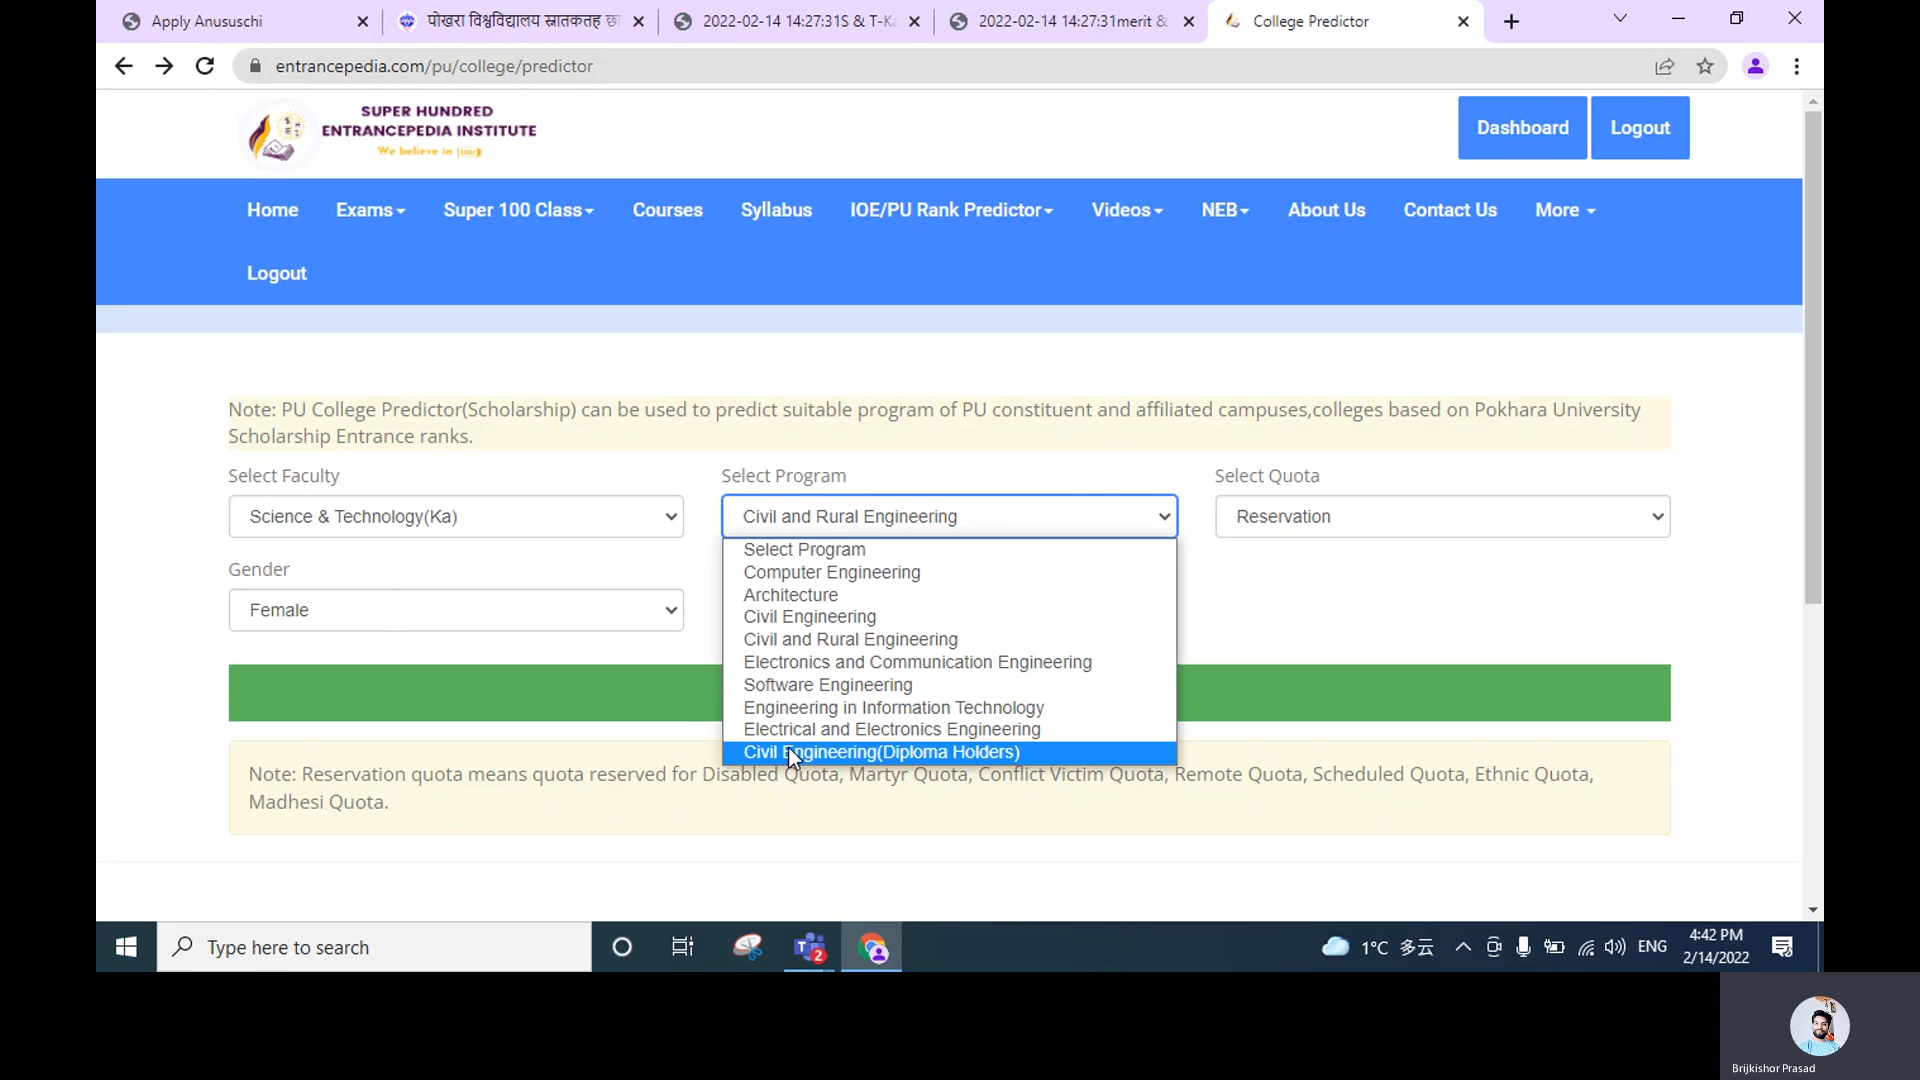 Apply Anususchi
पोखरा विश्वविद्यालय स्नातकतह छा
2022-02-14 14:27:31S & T-Ka
2022-02-14 14:27:31merit &
College Predictor
entrancepedia.com/pu/college/predictor
SUPER HUNDRED
ENTRANCEPEDIA INSTITUTE
We believe in
Dashboard
Logout
Home
Exams
Super 100 Class
Courses
Syllabus
IOE/PU Rank Predictor
Videos
NEB
About Us
Contact Us
More
Logout
Note: PU College Predictor(Scholarship) can be used to predict suitable program of PU constituent and affiliated campuses,colleges based on Pokhara University
Scholarship Entrance ranks.
Select Faculty
Select Program
Select Quota
Science & Technology(Ka)
Civil and Rural Engineering
Reservation
Select Program
Computer Engineering
Architecture
Civil Engineering
Civil and Rural Engineering
Electronics and Communication Engineering
Software Engineering
Engineering in Information Technology
Electrical and Electronics Engineering
Civil Engineering(Diploma Holders)
Gender
Female
Note: Reservation quota means quota reserved for Disabled Quota, Martyr Quota, Conflict Victim Quota, Remote Quota, Scheduled Quota, Ethnic Quota,
Madhesi Quota.
Type here to search
2
1°C 多云
ENG
4:42 PM
2/14/2022
Brijkishor Prasad